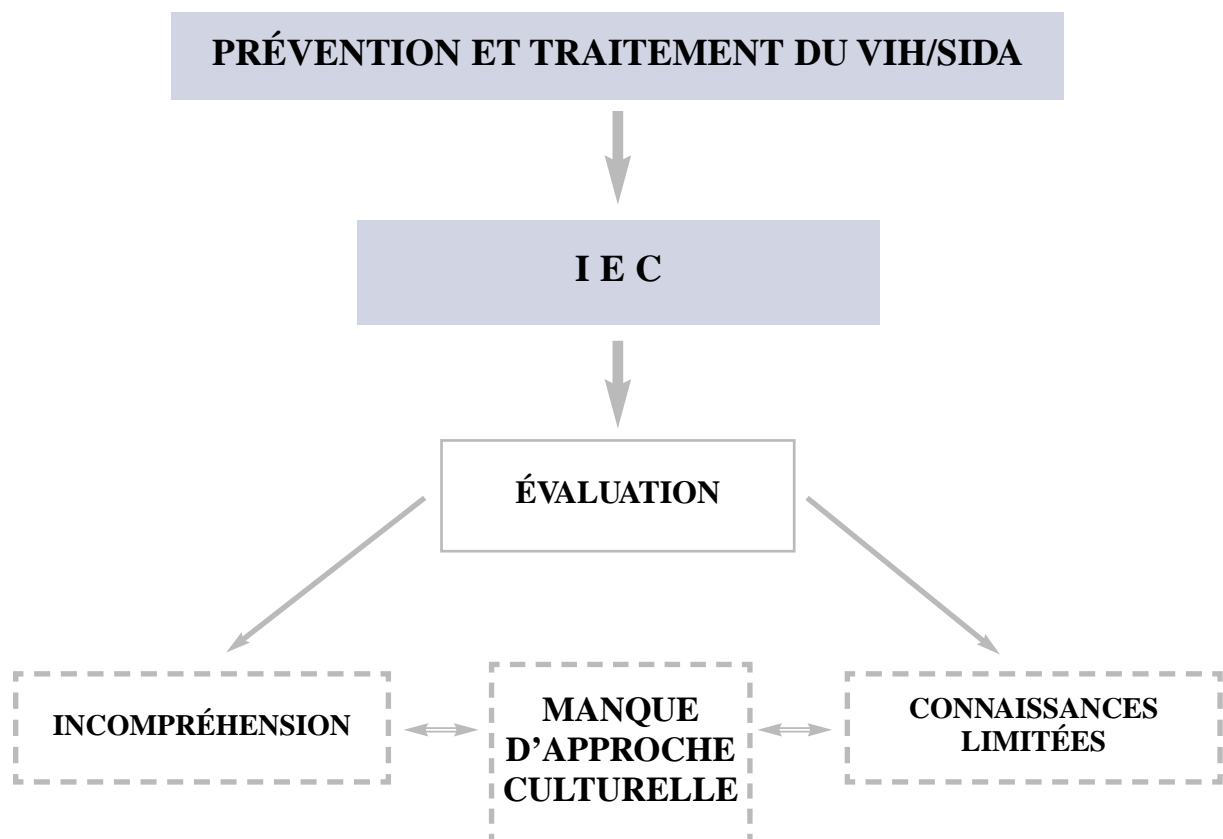 PRÉVENTION ET TRAITEMENT DU VIH/SIDA
I E C
ÉVALUATION
INCOMPRÉHENSION
MANQUE
D’APPROCHE
CULTURELLE
CONNAISSANCES
LIMITÉES